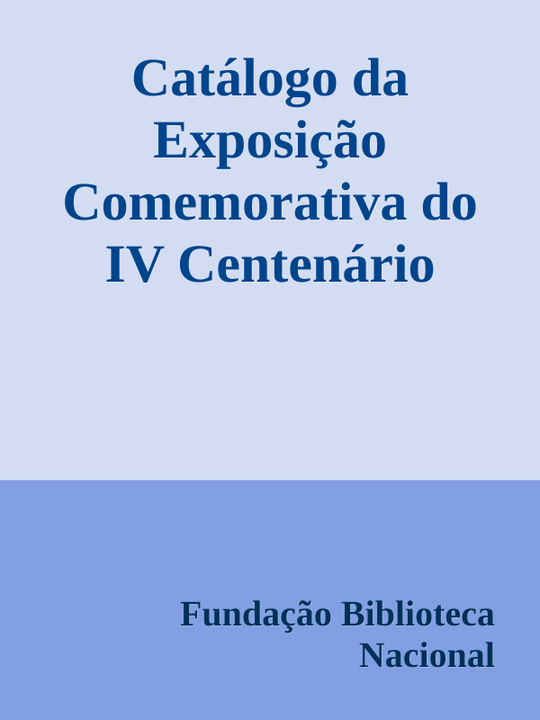 Catálogo da
Exposição
Comemorativa do
IV Centenário
Fundação Biblioteca
Nacional